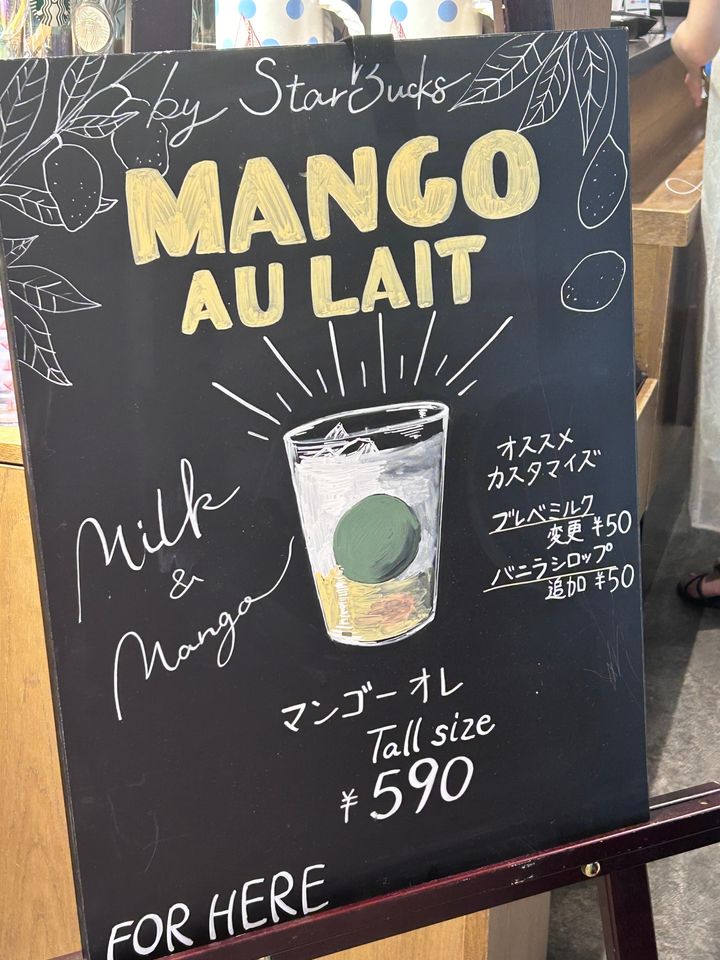 by StarBucks
MANGO
AU LAIT
Milk
&
Mango
オススメ
カスタマイズ
ブレベミルク
変更 ¥50
バニラシロップ
追加 ¥50
マンゴーオレ
Tall size
¥590
FOR HERE